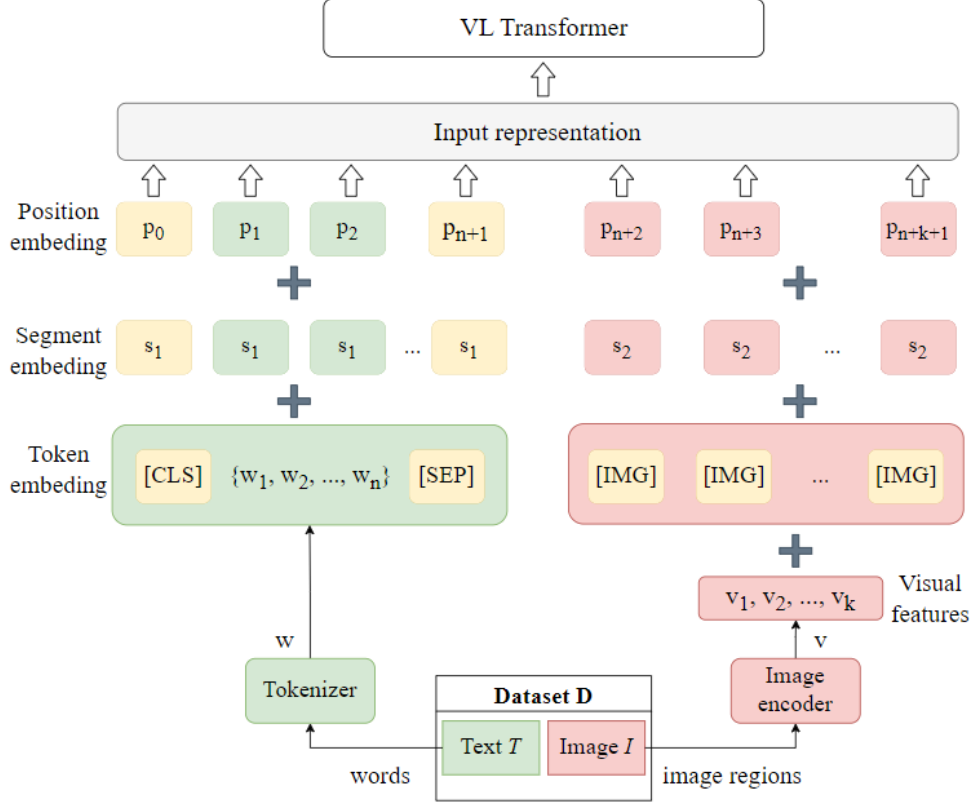 VL Transformer
Input representation
Position
embeding
p₀ p₁ p₂ pₙ₊₁ pₙ₊₂ pₙ₊₃ pₙ₊ₖ₊₁
Segment
embeding
s₁ s₁ s₁ ... s₁ s₂ s₂ ... s₂
Token
embeding
[CLS] {w₁, w₂, ..., wₙ} [SEP] [IMG] [IMG] ... [IMG]
v₁, v₂, ..., vₖ
Visual
features
w
v
Tokenizer
Image
encoder
Dataset D
Text T
Image I
words
image regions